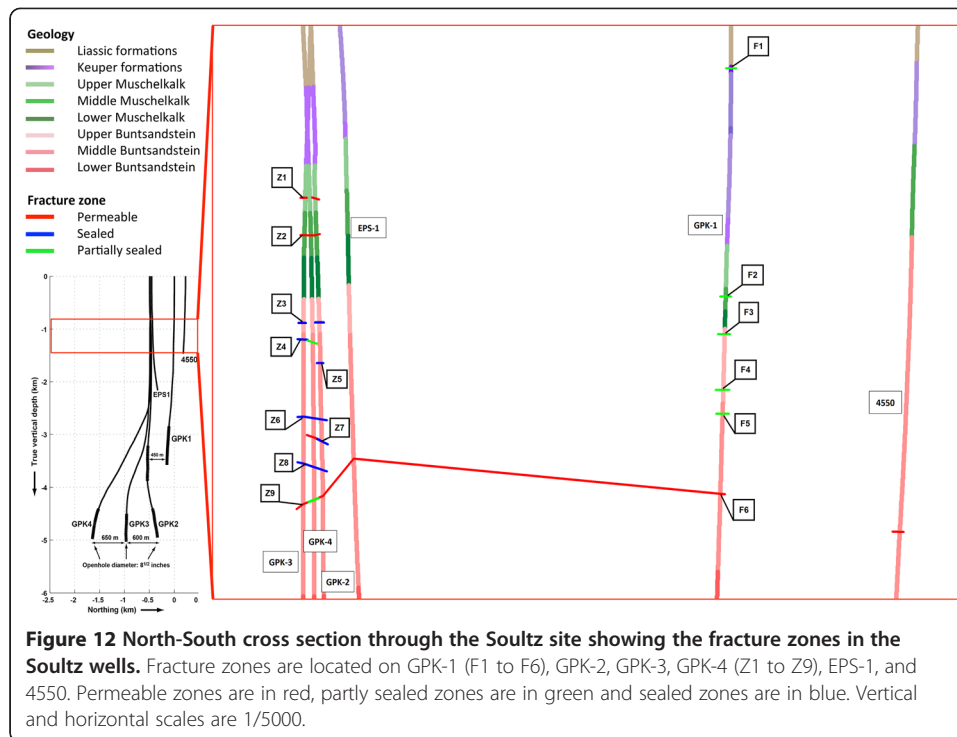 Geology
Liassic formations
Keuper formations
Upper Muschelkalk
Middle Muschelkalk
Lower Muschelkalk
Upper Buntsandstein
Middle Buntsandstein
Lower Buntsandstein
Fracture zone
Permeable
Sealed
Partially sealed
True vertical depth (km)
0
-1
-2
-3
-4
-5
-6
4550
EPS1
GPK1
450 m
GPK4
GPK3
GPK2
650 m
600 m
Openhole diameter: 8 1/2 inches
-2.5
-1.5
-1
-0.5
0
0.5
Northing (km)
Z1
Z2
Z3
Z4
Z5
Z6
Z7
Z8
Z9
GPK-3
GPK-4
GPK-2
EPS-1
GPK-1
F1
F2
F3
F4
F5
F6
4550
Figure 12 North-South cross section through the Soultz site showing the fracture zones in the
Soultz wells. Fracture zones are located on GPK-1 (F1 to F6), GPK-2, GPK-3, GPK-4 (Z1 to Z9), EPS-1, and
4550. Permeable zones are in red, partly sealed zones are in green and sealed zones are in blue. Vertical
and horizontal scales are 1/5000.